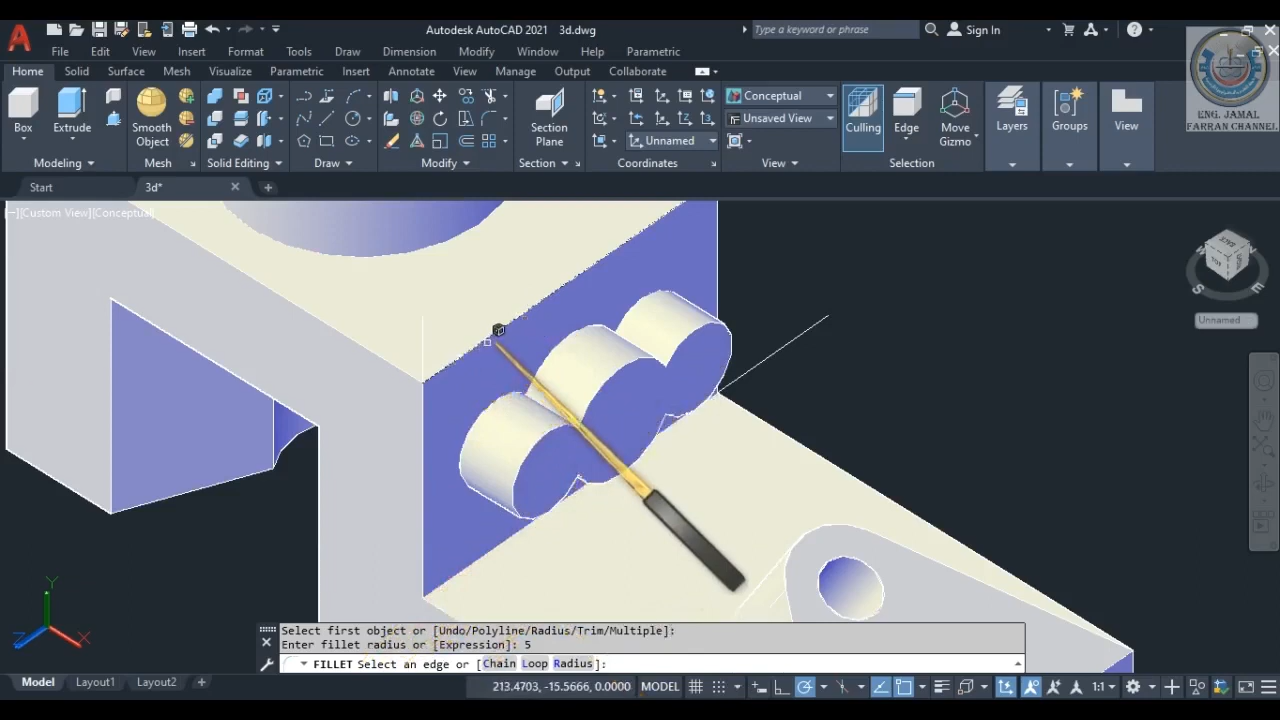 Autodesk AutoCAD 2021 3d.dwg
Type a keyword or phrase
Sign In
File Edit View Insert Format Tools Draw Dimension Modify Window Help Parametric
Home Solid Surface Mesh Visualize Parametric Insert Annotate View Manage Output Collaborate
ENG. JAMAL
FARRAN CHANNEL
Box
Extrude
Smooth
Object
Section
Plane
Unnamed
Conceptual
Unsaved View
Culling
Edge
Move
Gizmo
Layers
Groups
View
Modeling Mesh Solid Editing Draw Modify Section Coordinates View Selection
Start
3d*
[−][Custom View][Conceptual]
W
S
E
Unnamed
Y
Z
X
Select first object or [Undo/Polyline/Radius/Trim/Multiple]:
Enter fillet radius or [Expression]: 5
FILLET Select an edge or [Chain Loop Radius]:
Model Layout1 Layout2
213.4703, -15.5666, 0.0000 MODEL
1:1